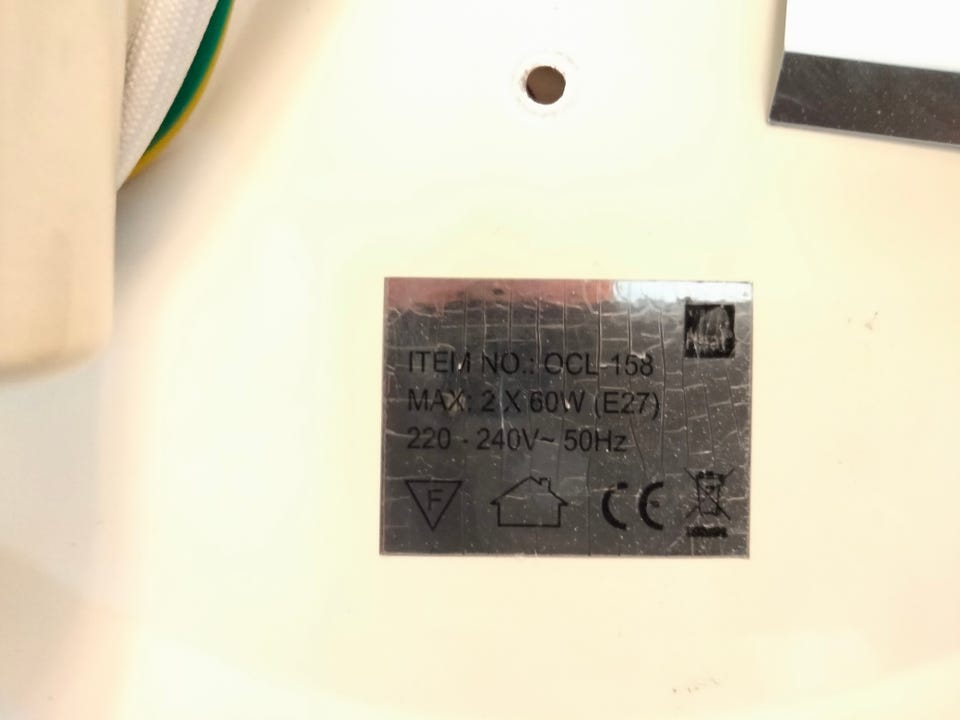 ITEM NO.: OCL-158
MAX: 2 X 60W (E27)
220 - 240V~ 50Hz
F
CE